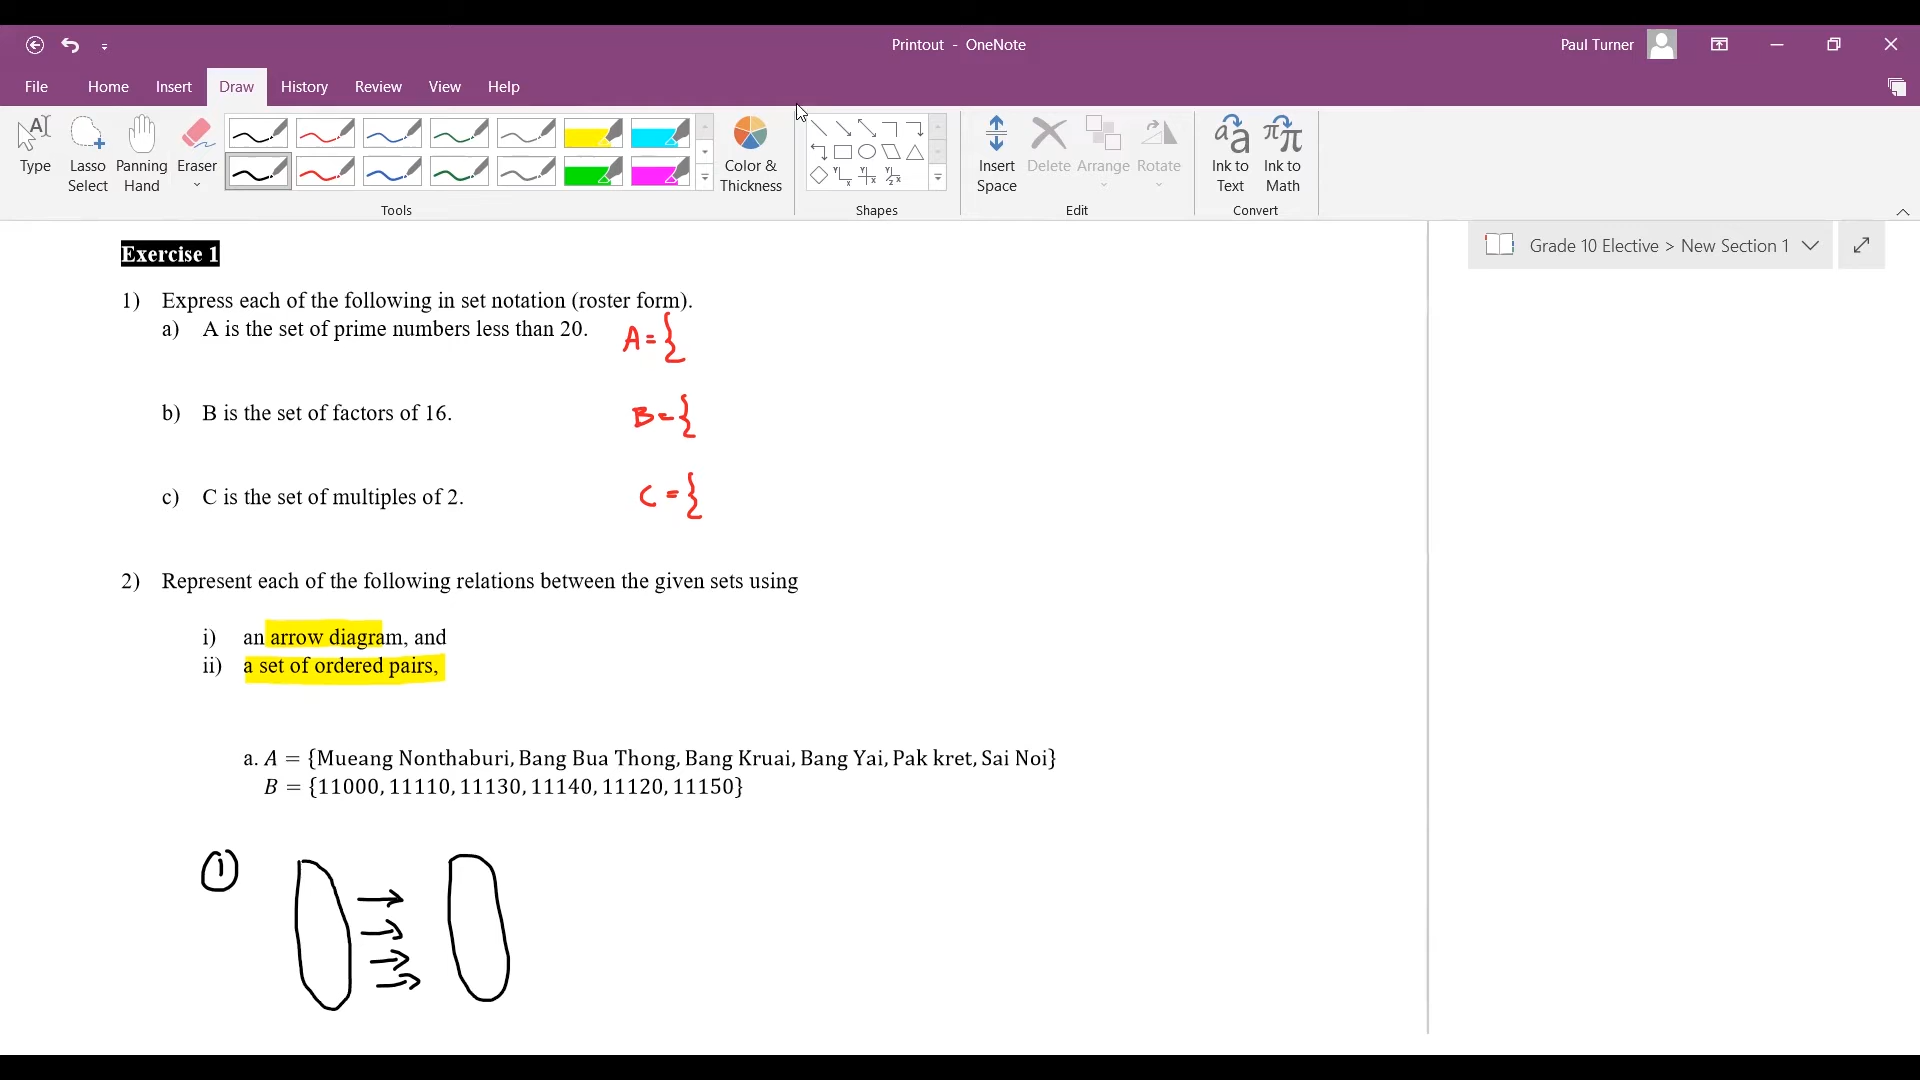 Printout - OneNote
Paul Turner
File Home Insert Draw History Review View Help
Type
Lasso Select
Panning Hand
Eraser
Color & Thickness
Insert Space
Delete
Arrange
Rotate
Ink to Text
Ink to Math
Tools
Shapes
Edit
Convert
Grade 10 Elective > New Section 1
Exercise 1
1) Express each of the following in set notation (roster form).
a) A is the set of prime numbers less than 20. A = {
b) B is the set of factors of 16. B = {
c) C is the set of multiples of 2. C = {
2) Represent each of the following relations between the given sets using
i) an arrow diagram, and
ii) a set of ordered pairs,
a. A = {Mueang Nonthaburi, Bang Bua Thong, Bang Kruai, Bang Yai, Pak kret, Sai Noi}
B = {11000, 11110, 11130, 11140, 11120, 11150}
①